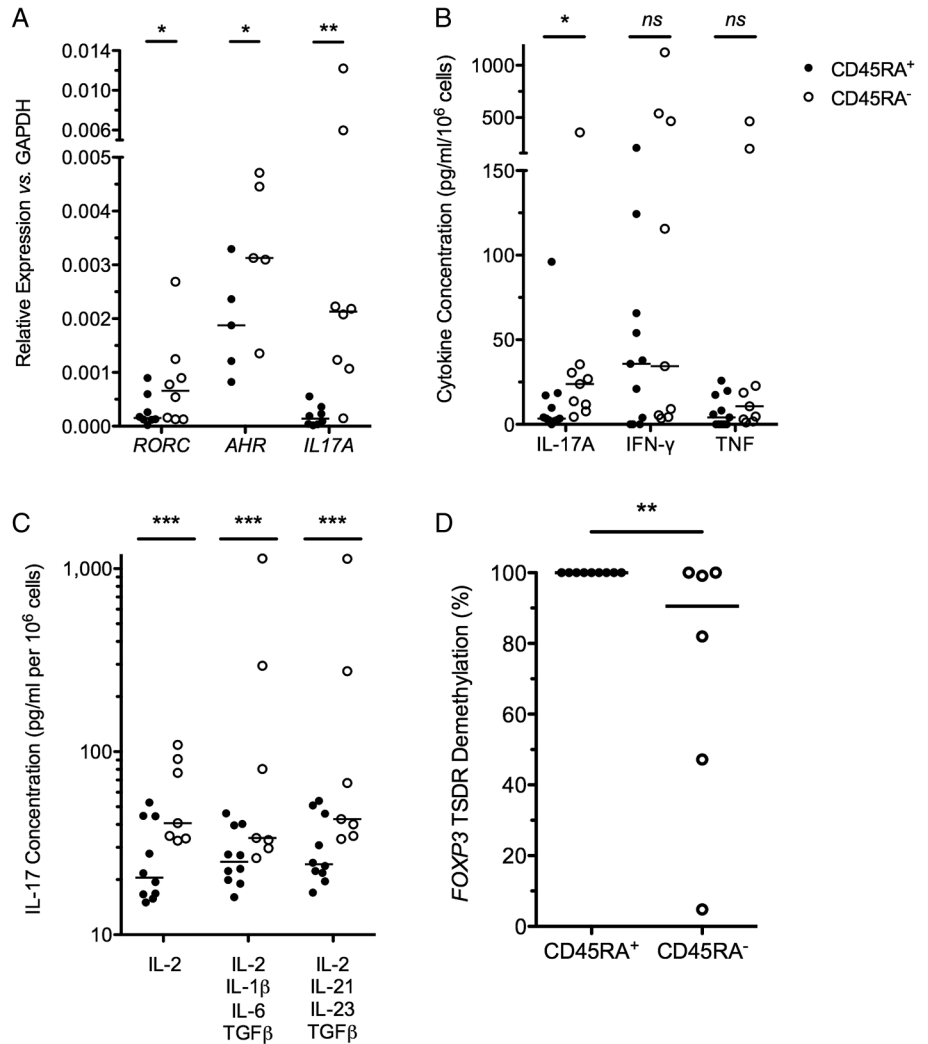 A
* * **
Relative Expression vs. GAPDH
0.014
0.010
0.006
0.005
0.004
0.003
0.002
0.001
0.000
RORC AHR IL17A
B
* ns ns
Cytokine Concentration (pg/ml/10⁶ cells)
1000
500
150
100
50
0
IL-17A IFN-γ TNF
CD45RA⁺
CD45RA⁻
C
*** *** ***
IL-17 Concentration (pg/ml per 10⁶ cells)
1,000
100
10
IL-2 IL-2 IL-2
IL-1β IL-21
IL-6 IL-23
TGFβ TGFβ
D
**
FOXP3 TSDR Demethylation (%)
100
80
60
40
20
0
CD45RA⁺ CD45RA⁻